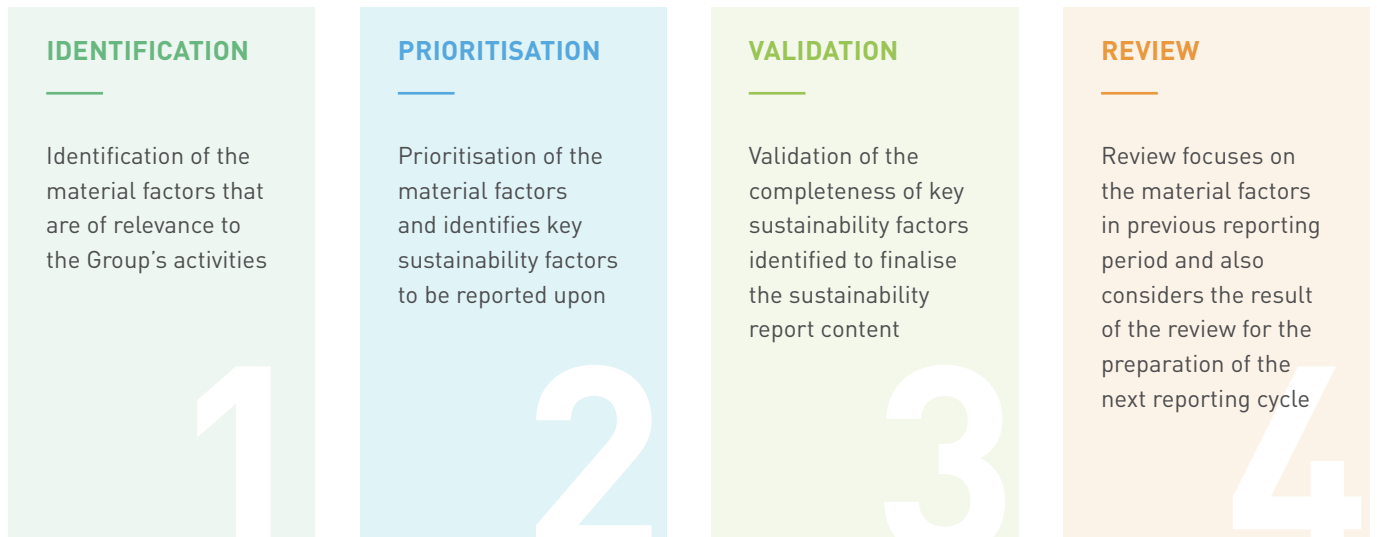 IDENTIFICATION
Identification of the
material factors that
are of relevance to
the Group's activities
1
PRIORITISATION
Prioritisation of the
material factors
and identifies key
sustainability factors
to be reported upon
2
VALIDATION
Validation of the
completeness of key
sustainability factors
identified to finalise
the sustainability
report content
3
REVIEW
Review focuses on
the material factors
in previous reporting
period and also
considers the result
of the review for the
preparation of the
next reporting cycle
4